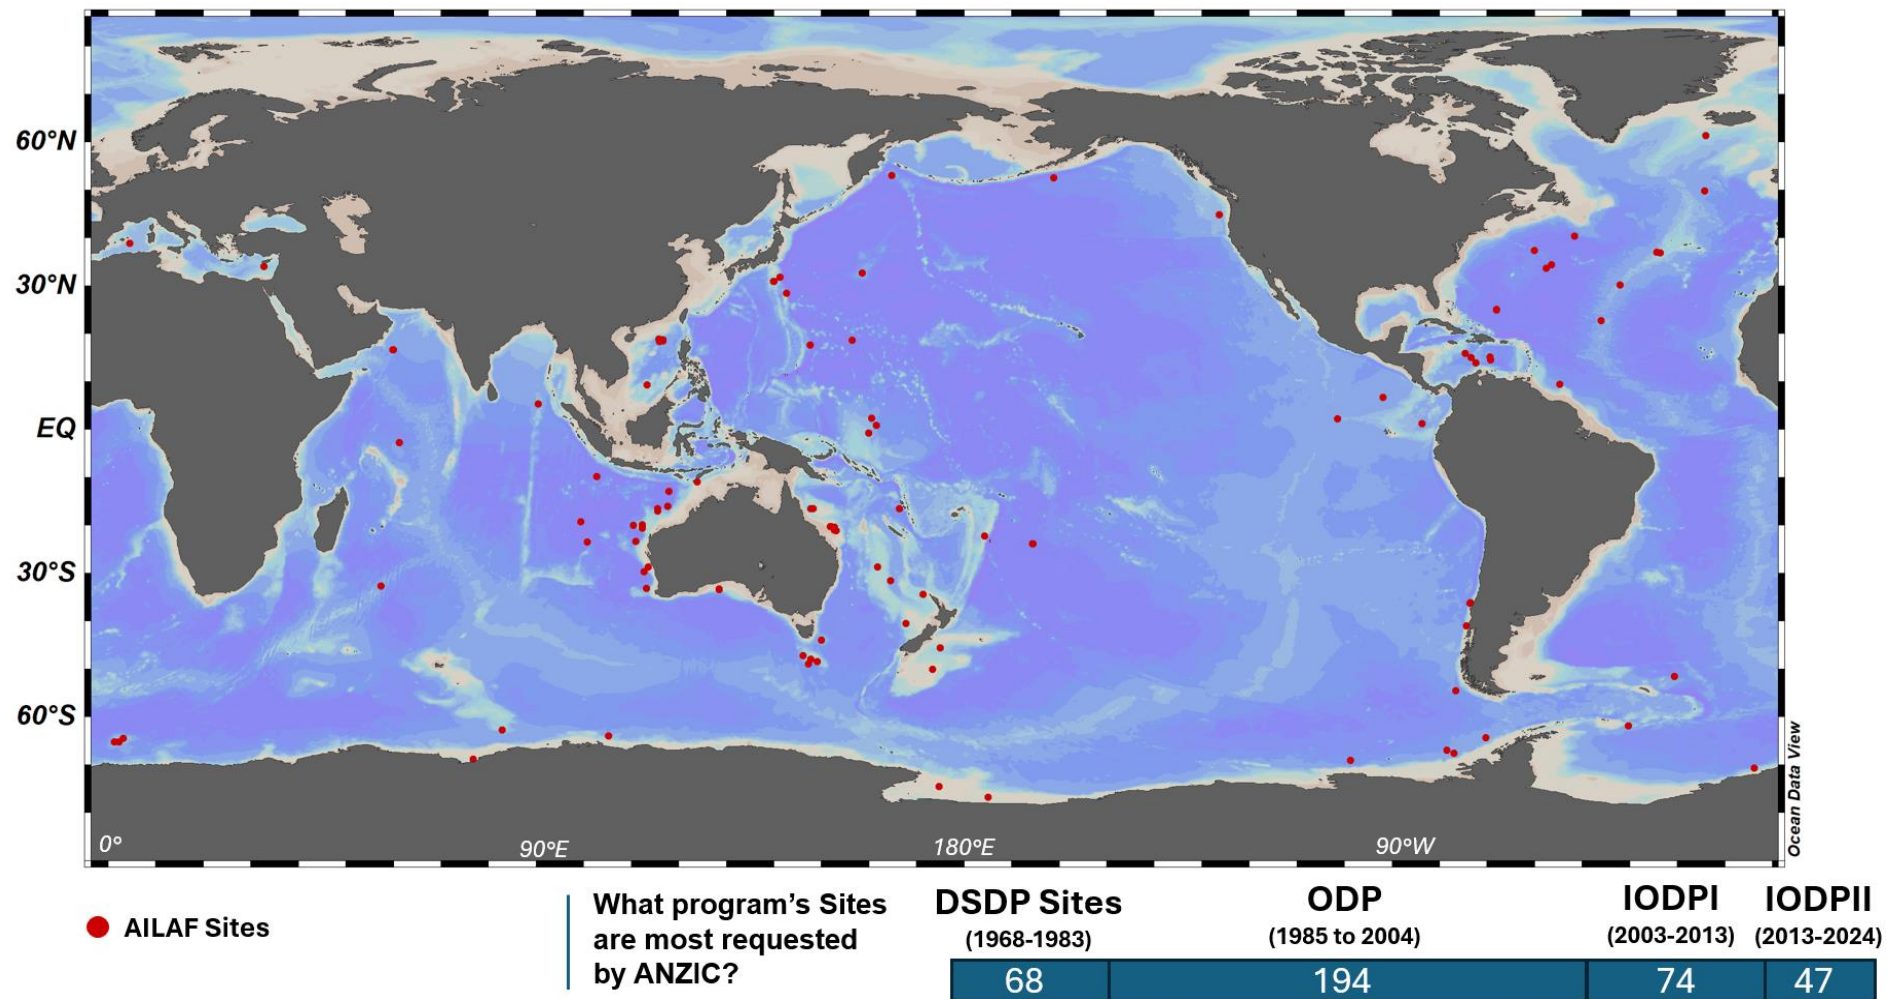 60°N
30°N
EQ
30°S
60°S
0°
90°E
180°E
90°W
Ocean Data View
AILAF Sites
What program's Sites
are most requested
by ANZIC?
DSDP Sites
(1968-1983)
68
ODP
(1985 to 2004)
194
IODPI
(2003-2013)
74
IODPII
(2013-2024)
47